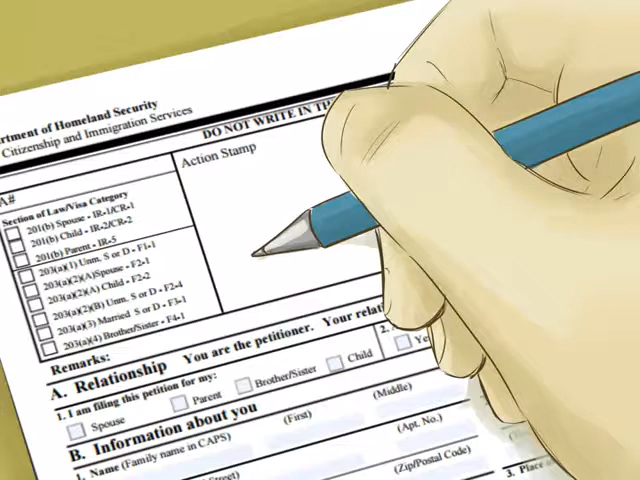 rtment of Homeland Security
Citizenship and Immigration Services
DO NOT WRITE IN TH
A#
Action Stamp
Section of Law/Visa Category
201(b) Spouse - IR-1/CR-1
201(b) Child - IR-2/CR-2
201(b) Parent - IR-5
203(a)(1) Unm. S or D - F1-1
203(a)(2)(A)Spouse - F2-1
203(a)(2)(A) Child - F2-2
203(a)(2)(B) Unm. S or D - F2-4
203(a)(3) Married S or D - F3-1
203(a)(4) Brother/Sister - F4-1
Remarks:
A. Relationship You are the petitioner. Your relat
1. I am filing this petition for my:
Spouse Parent Brother/Sister Child
2.
Ye
B. Information about you
1. Name (Family name in CAPS) (First) (Middle)
Street) (Apt. No.)
(Zip/Postal Code)
3. Place